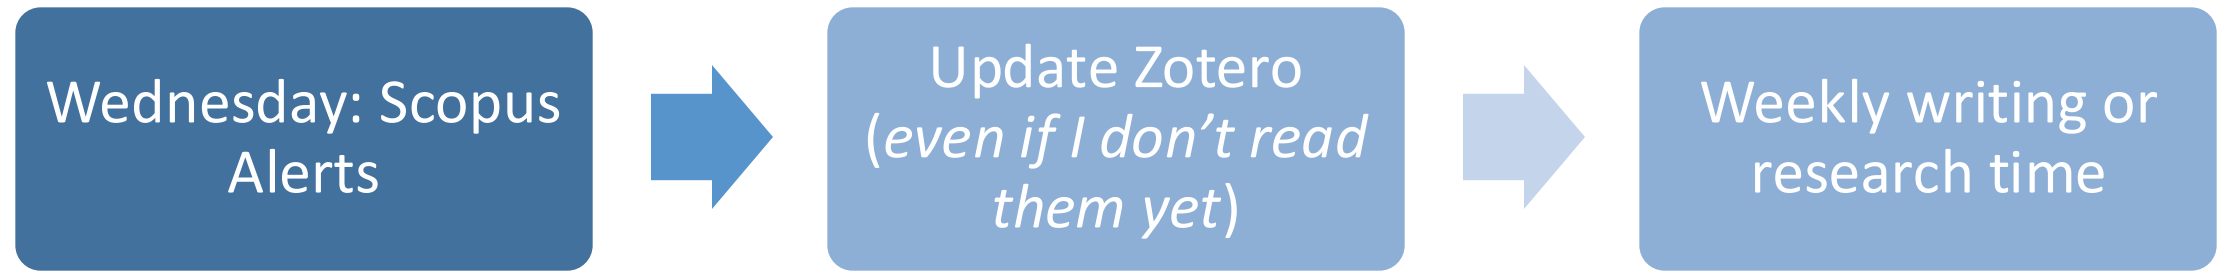 Wednesday: Scopus
Alerts
Update Zotero
(even if I don’t read
them yet)
Weekly writing or
research time